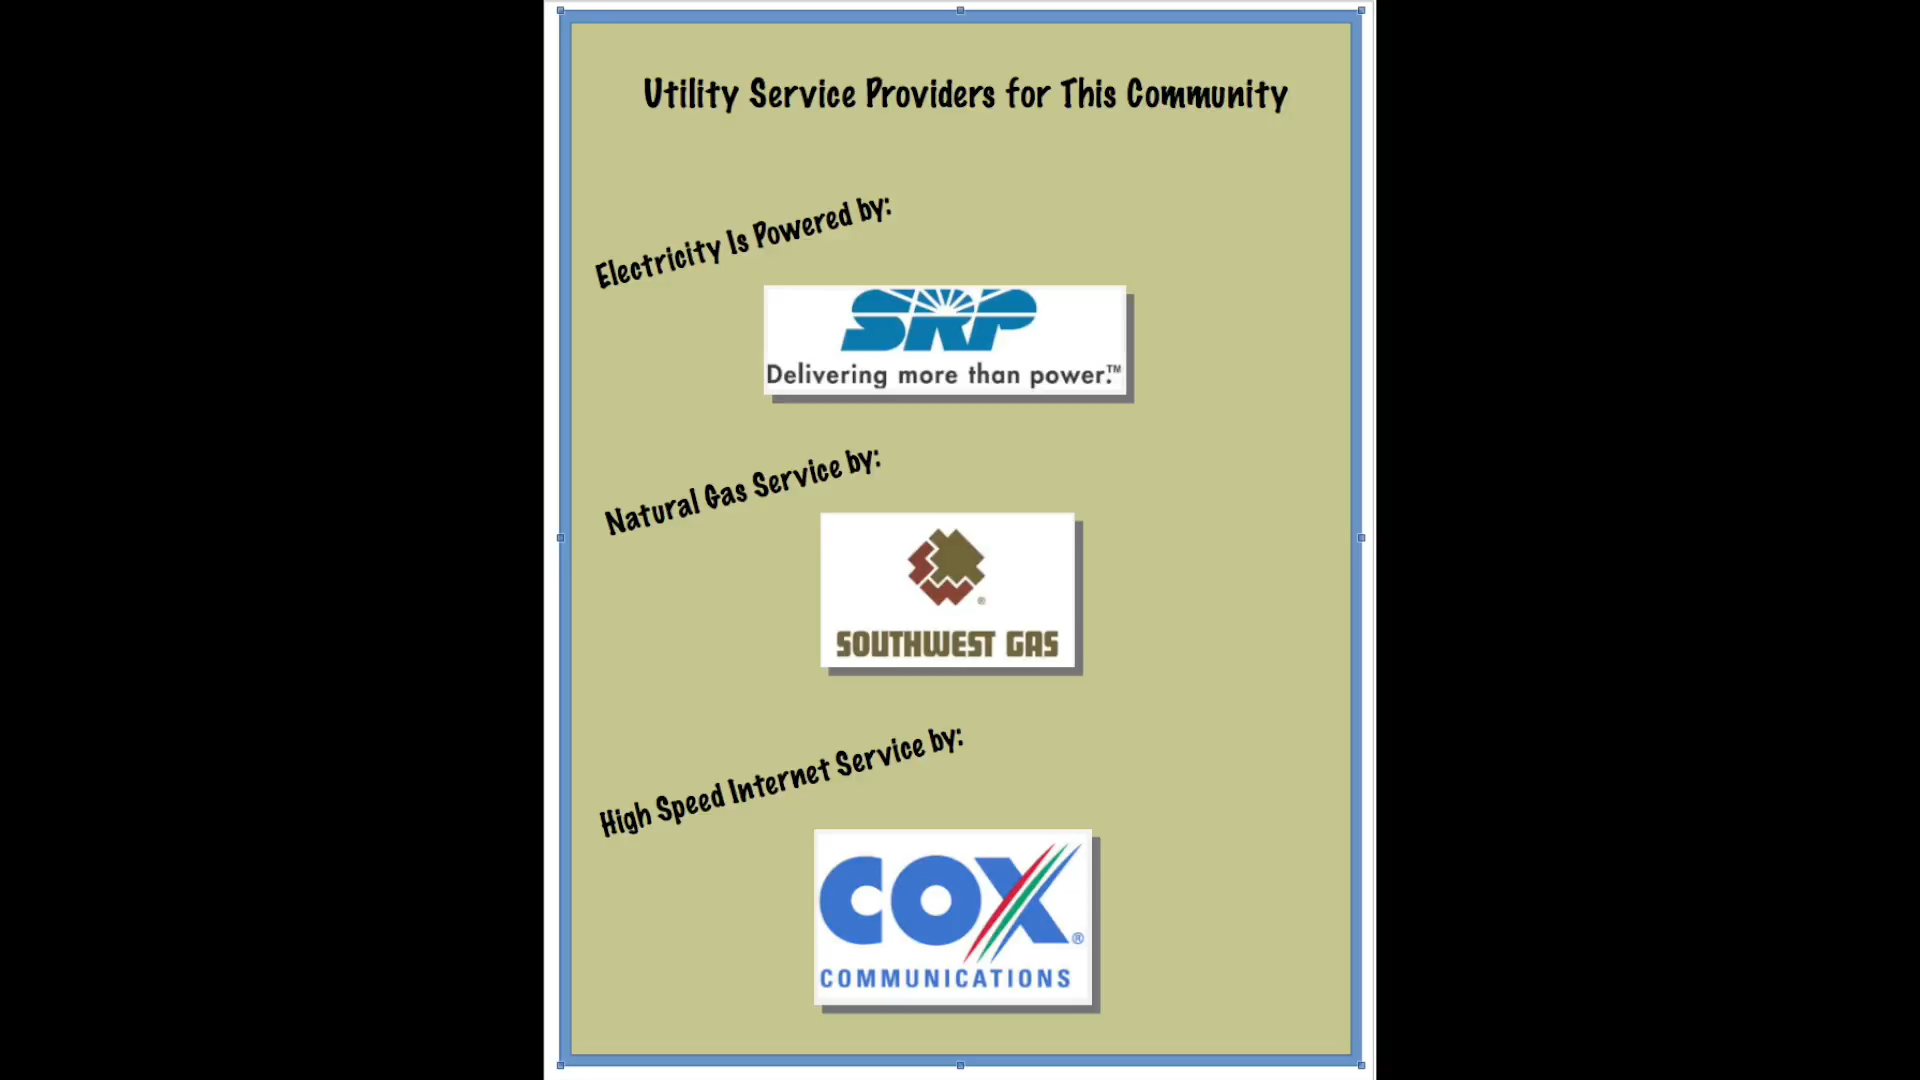 Utility Service Providers for This Community
Electricity Is Powered by:
SRP
Delivering more than power.™
Natural Gas Service by:
®
SOUTHWEST GAS
High Speed Internet Service by:
COX®
COMMUNICATIONS